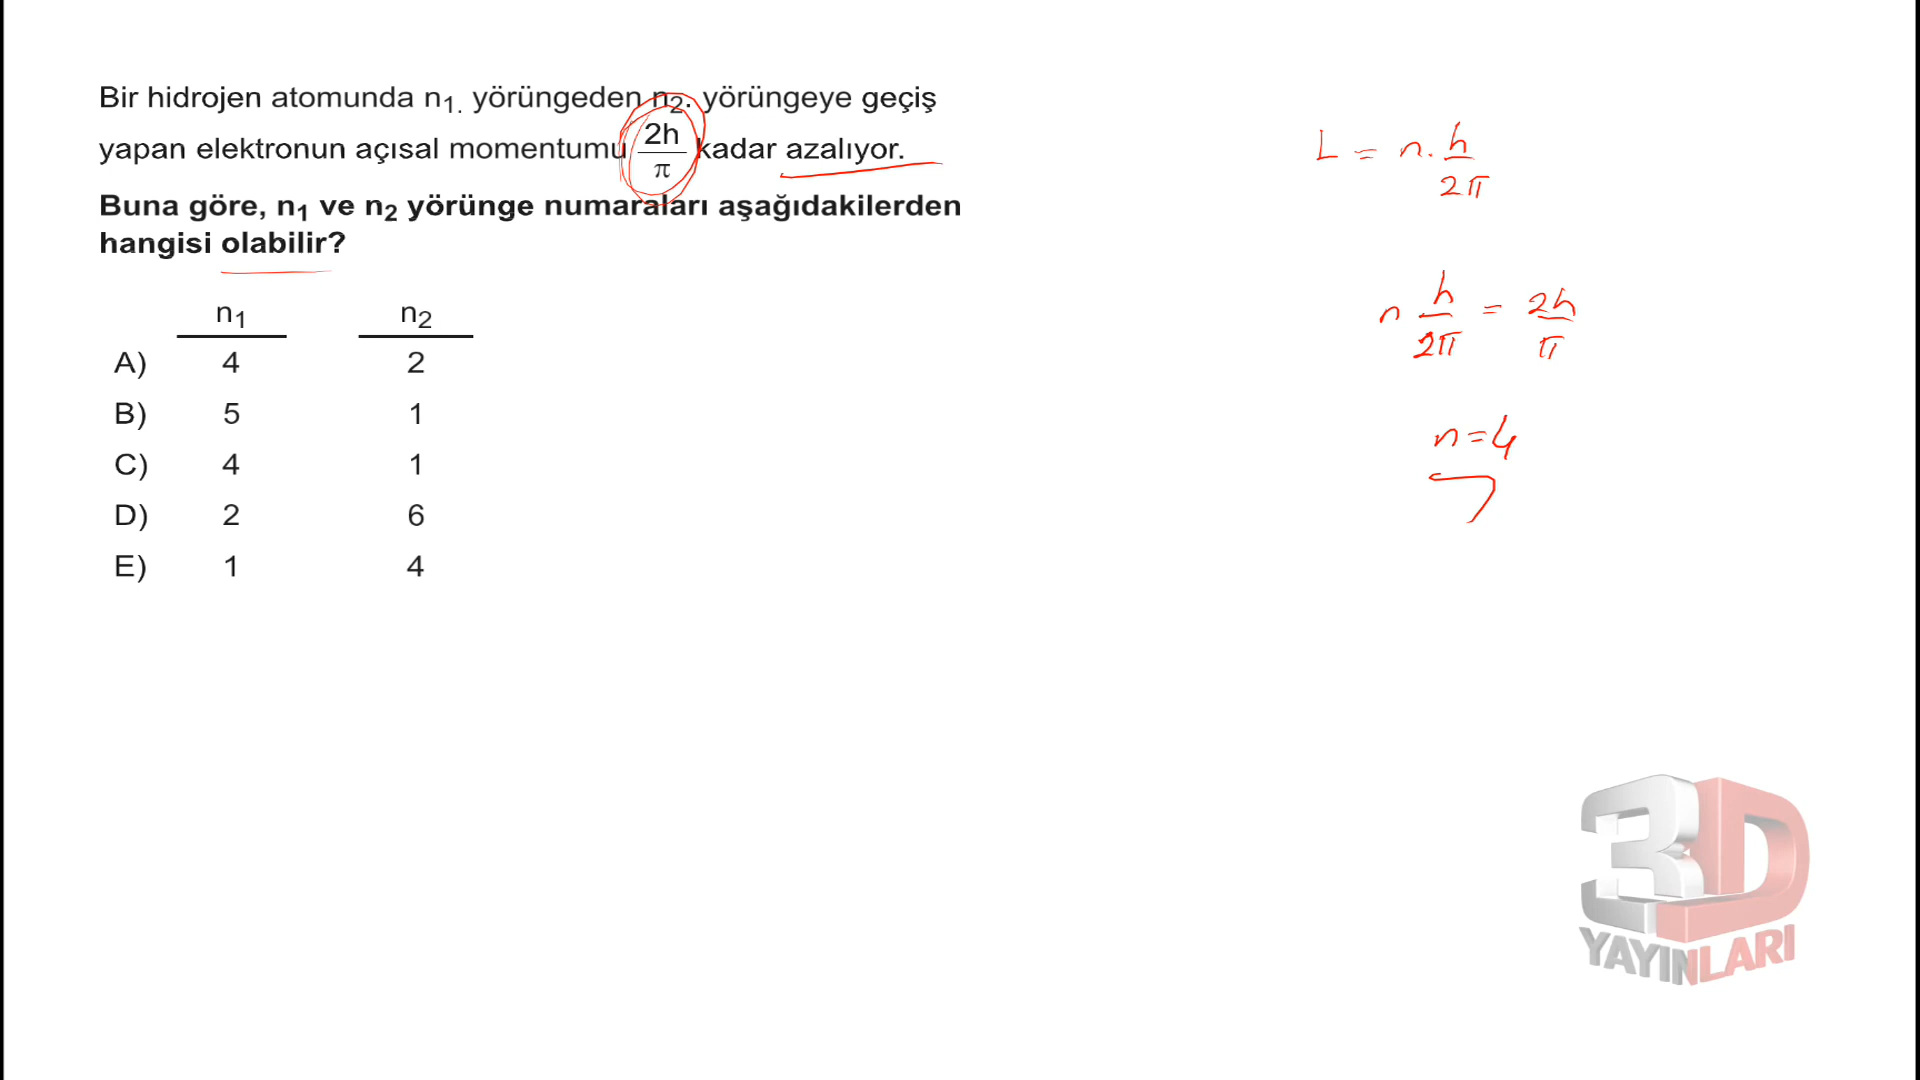 Bir hidrojen atomunda n₁. yörüngeden n₂. yörüngeye geçiş
yapan elektronun açısal momentumu 2h/π kadar azalıyor.
Buna göre, n₁ ve n₂ yörünge numaraları aşağıdakilerden
hangisi olabilir?
n₁ n₂
A) 4 2
B) 5 1
C) 4 1
D) 2 6
E) 1 4
L = n. h/2π
n h/2π = 2h/π
n=4
3D
YAYINLARI